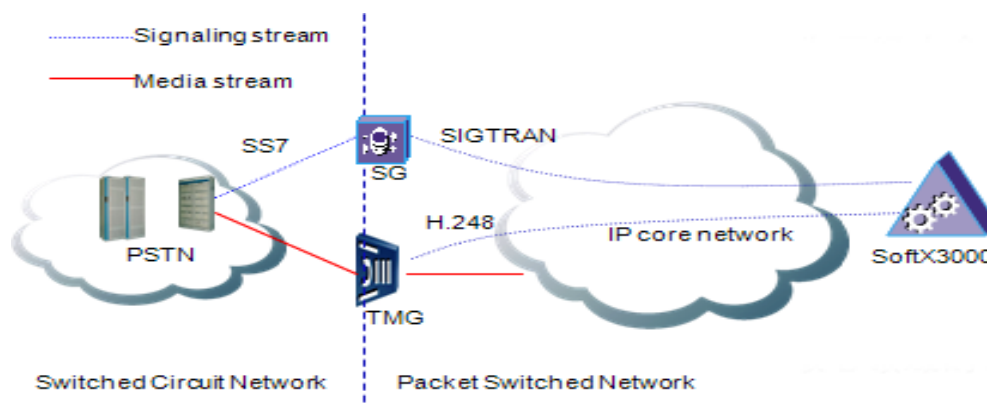 Signaling stream
Media stream
SS7
SIGTRAN
SG
H.248
IP core network
PSTN
SoftX3000
TMG
Switched Circuit Network
Packet Switched Network